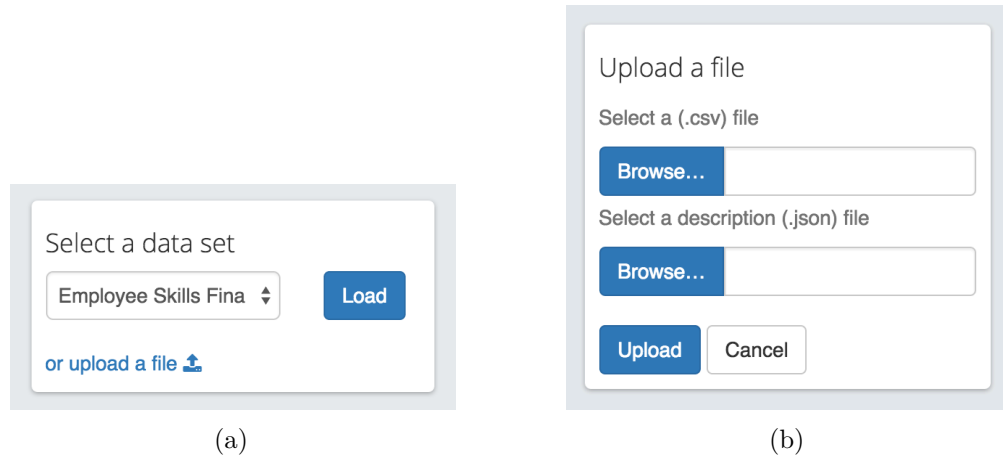 Select a data set
Employee Skills Fina
Load
or upload a file
(a)
Upload a file
Select a (.csv) file
Browse...
Select a description (.json) file
Browse...
Upload Cancel
(b)